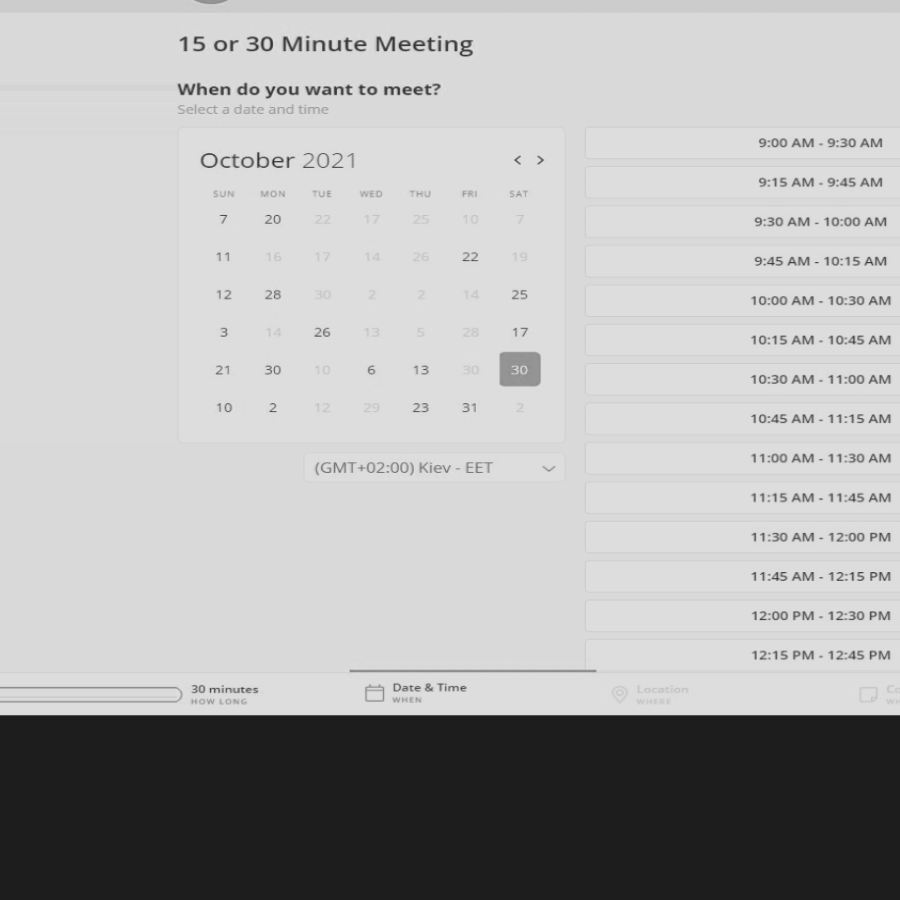 15 or 30 Minute Meeting
When do you want to meet?
Select a date and time
October 2021
< >
SUN MON TUE WED THU FRI SAT
7 20 22 17 25 10 7
11 16 17 14 26 22 19
12 28 30 2 2 14 25
3 14 26 13 5 28 17
21 30 10 6 13 30 30
10 2 12 29 23 31 2
(GMT+02:00) Kiev - EET
9:00 AM - 9:30 AM
9:15 AM - 9:45 AM
9:30 AM - 10:00 AM
9:45 AM - 10:15 AM
10:00 AM - 10:30 AM
10:15 AM - 10:45 AM
10:30 AM - 11:00 AM
10:45 AM - 11:15 AM
11:00 AM - 11:30 AM
11:15 AM - 11:45 AM
11:30 AM - 12:00 PM
11:45 AM - 12:15 PM
12:00 PM - 12:30 PM
12:15 PM - 12:45 PM
30 minutes
HOW LONG
Date & Time
WHEN
Location
WHERE